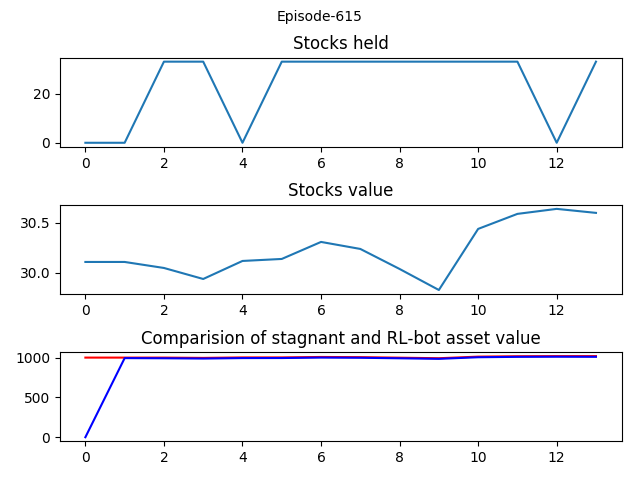 Episode-615
Stocks held
20
0
0 2 4 6 8 10 12
Stocks value
30.5
30.0
0 2 4 6 8 10 12
Comparision of stagnant and RL-bot asset value
1000
500
0
0 2 4 6 8 10 12